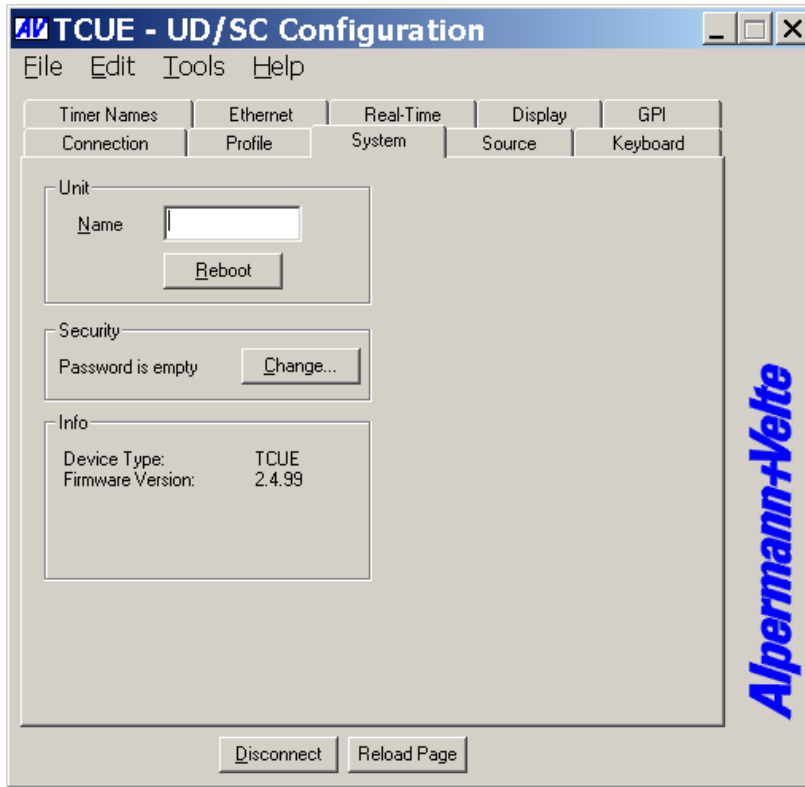 AV TCUE - UD/SC Configuration
File Edit Tools Help
Timer Names Ethernet Real-Time Display GPI
Connection Profile System Source Keyboard
Unit
Name
Reboot
Security
Password is empty Change...
Info
Device Type: TCUE
Firmware Version: 2.4.99
Alpermann+Velte
Disconnect Reload Page